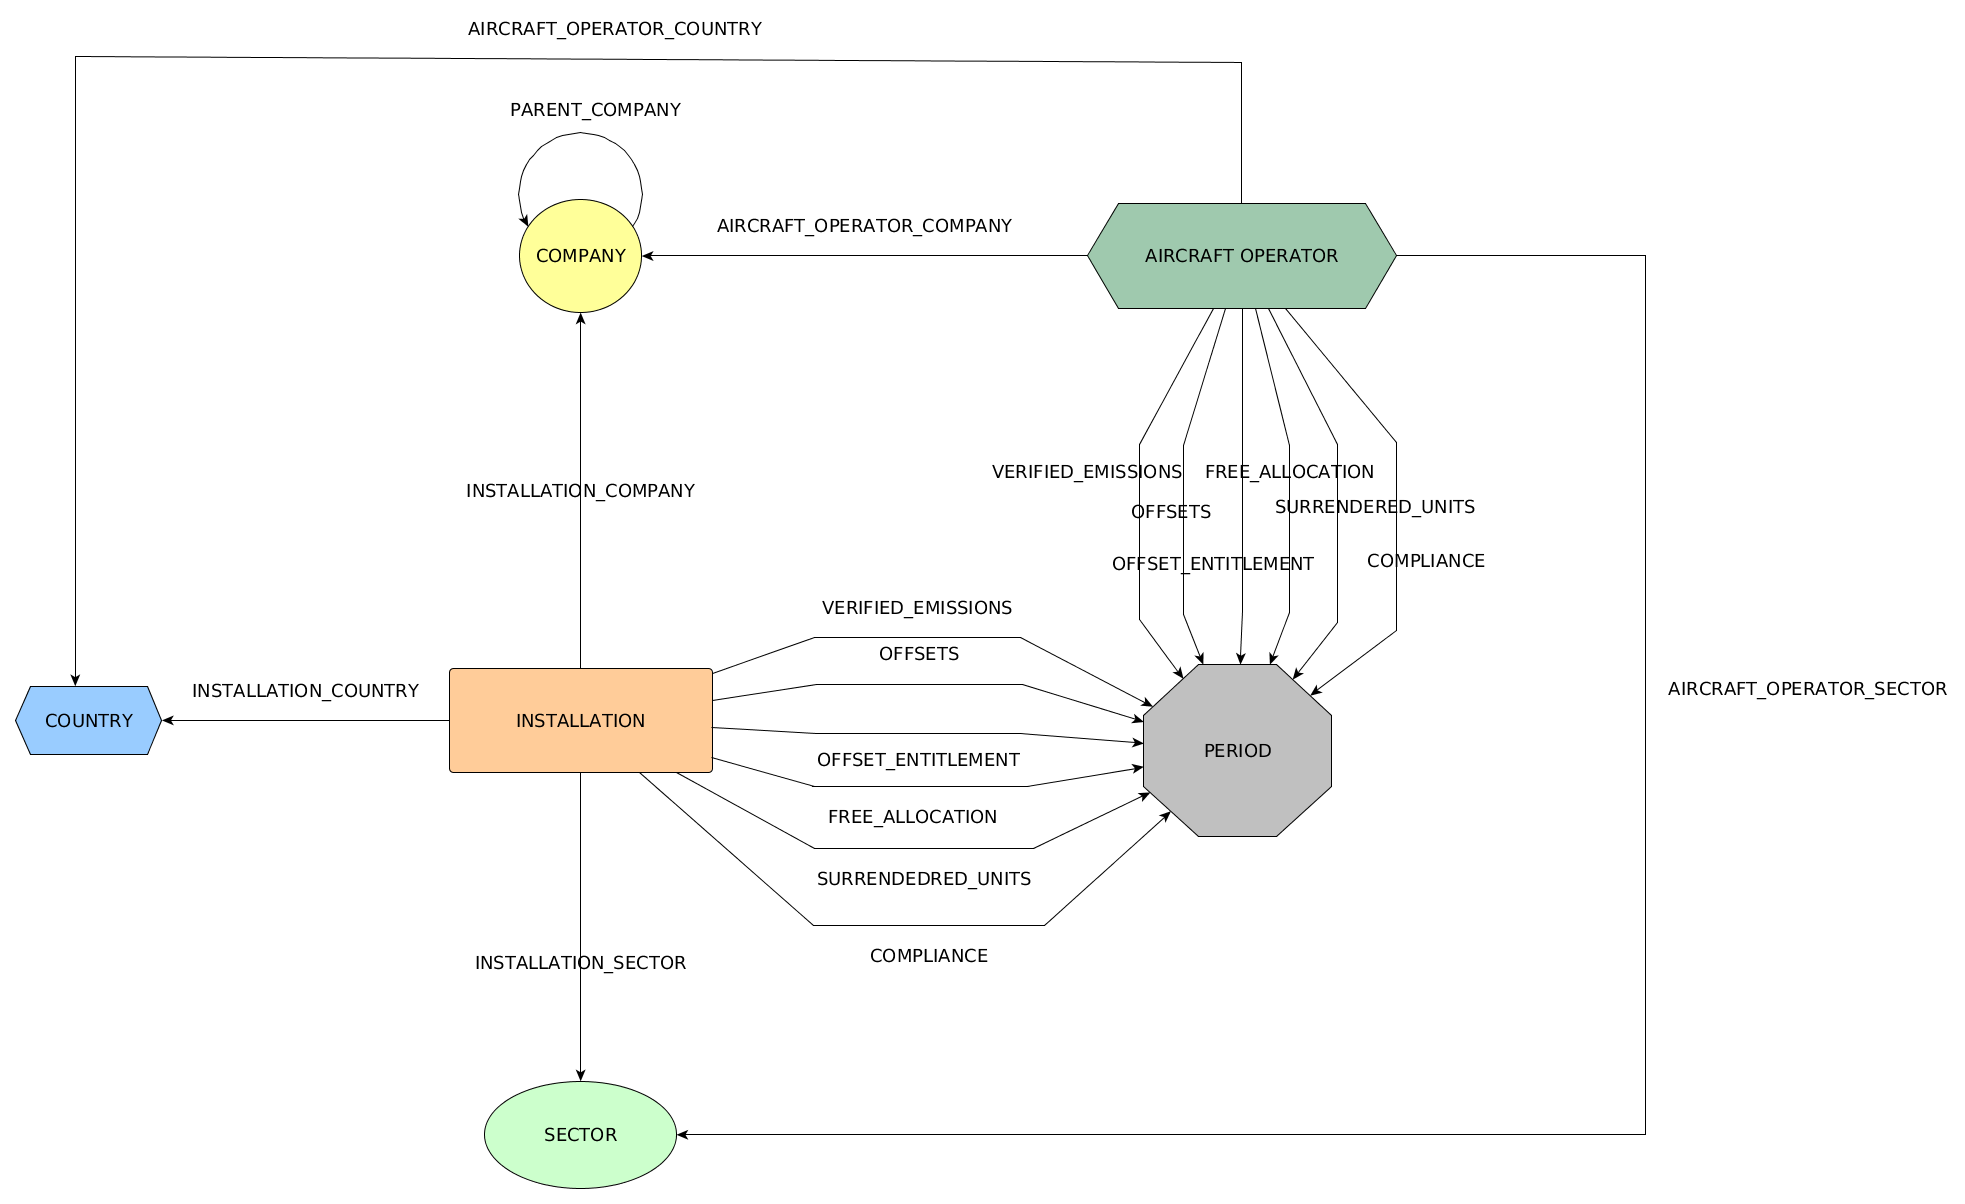 AIRCRAFT_OPERATOR_COUNTRY
PARENT_COMPANY
AIRCRAFT_OPERATOR_COMPANY
COMPANY
AIRCRAFT OPERATOR
VERIFIED_EMISSIONS
FREE_ALLOCATION
INSTALLATION_COMPANY
OFFSETS
SURRENDERED_UNITS
OFFSET_ENTITLEMENT
COMPLIANCE
VERIFIED_EMISSIONS
OFFSETS
INSTALLATION_COUNTRY
AIRCRAFT_OPERATOR_SECTOR
COUNTRY
INSTALLATION
PERIOD
OFFSET_ENTITLEMENT
FREE_ALLOCATION
SURRENDEDRED_UNITS
COMPLIANCE
INSTALLATION_SECTOR
SECTOR